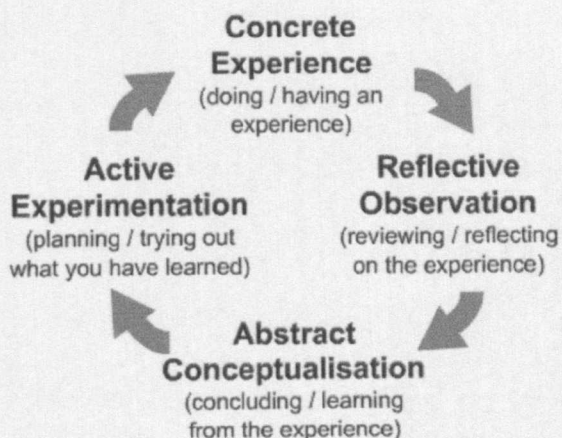 Concrete
Experience
(doing / having an
experience)
Reflective
Observation
(reviewing / reflecting
on the experience)
Abstract
Conceptualisation
(concluding / learning
from the experience)
Active
Experimentation
(planning / trying out
what you have learned)